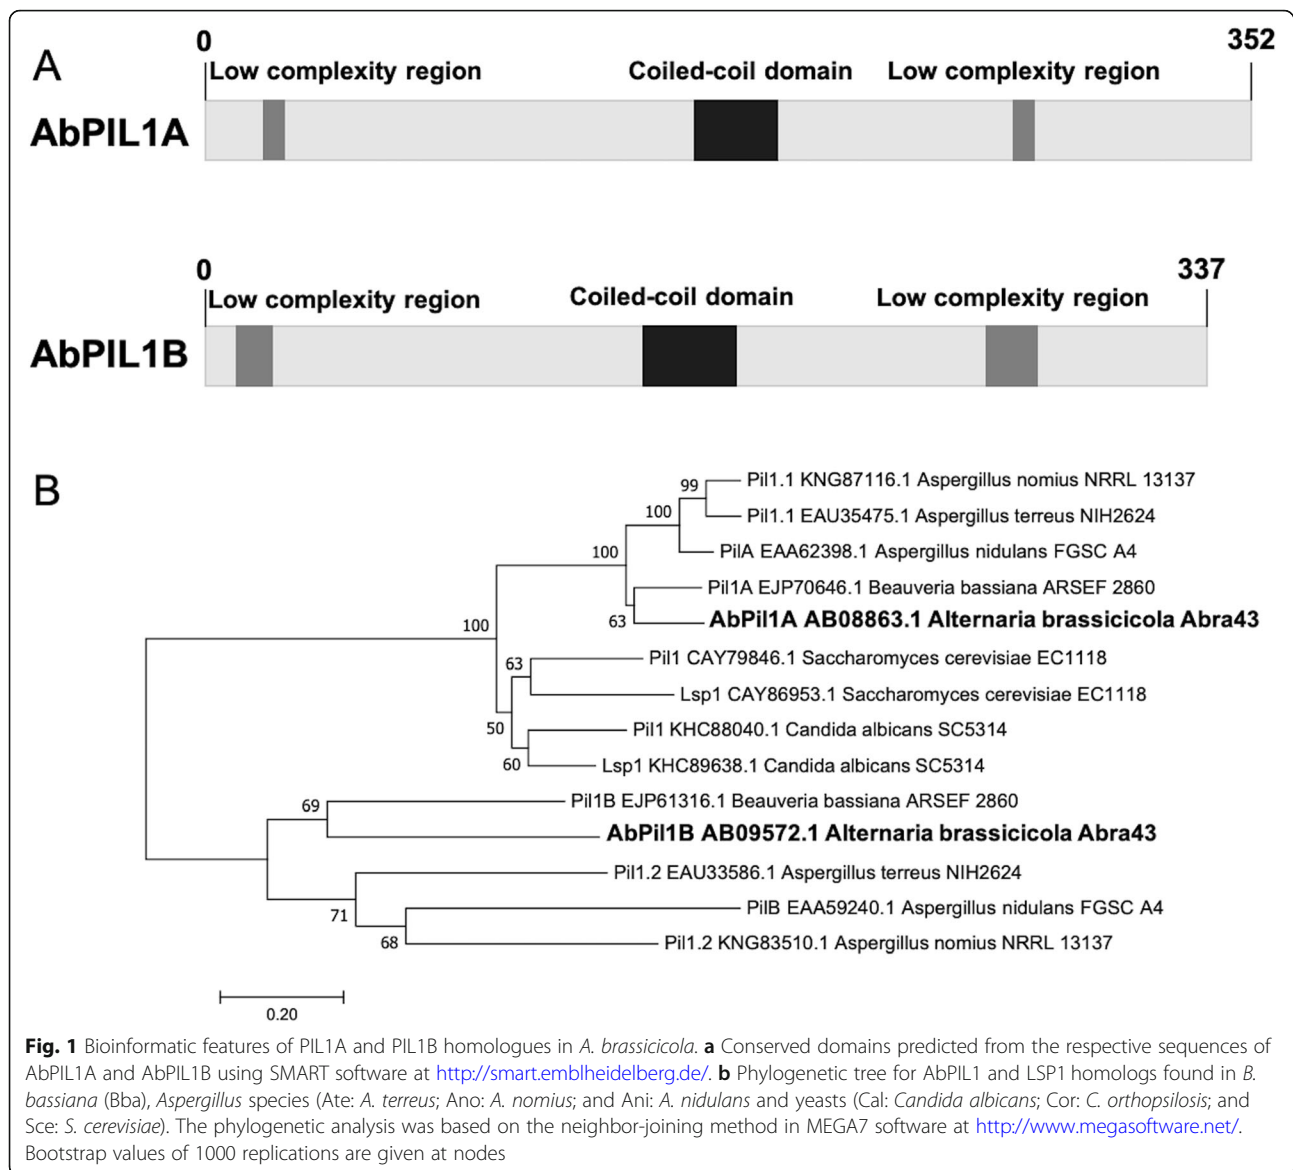 A
0
352
Low complexity region
Coiled-coil domain
Low complexity region
AbPIL1A
0
337
Low complexity region
Coiled-coil domain
Low complexity region
AbPIL1B
B
99
Pil1.1 KNG87116.1 Aspergillus nomius NRRL 13137
100
Pil1.1 EAU35475.1 Aspergillus terreus NIH2624
100
PilA EAA62398.1 Aspergillus nidulans FGSC A4
Pil1A EJP70646.1 Beauveria bassiana ARSEF 2860
63
AbPil1A AB08863.1 Alternaria brassicicola Abra43
100
63
Pil1 CAY79846.1 Saccharomyces cerevisiae EC1118
Lsp1 CAY86953.1 Saccharomyces cerevisiae EC1118
50
Pil1 KHC88040.1 Candida albicans SC5314
60
Lsp1 KHC89638.1 Candida albicans SC5314
69
Pil1B EJP61316.1 Beauveria bassiana ARSEF 2860
AbPil1B AB09572.1 Alternaria brassicicola Abra43
Pil1.2 EAU33586.1 Aspergillus terreus NIH2624
71
PilB EAA59240.1 Aspergillus nidulans FGSC A4
68
Pil1.2 KNG83510.1 Aspergillus nomius NRRL 13137
0.20
Fig. 1 Bioinformatic features of PIL1A and PIL1B homologues in A. brassicicola. a Conserved domains predicted from the respective sequences of
AbPIL1A and AbPIL1B using SMART software at http://smart.emblheidelberg.de/. b Phylogenetic tree for AbPIL1 and LSP1 homologs found in B.
bassiana (Bba), Aspergillus species (Ate: A. terreus; Ano: A. nomius; and Ani: A. nidulans and yeasts (Cal: Candida albicans; Cor: C. orthopsilosis; and
Sce: S. cerevisiae). The phylogenetic analysis was based on the neighbor-joining method in MEGA7 software at http://www.megasoftware.net/.
Bootstrap values of 1000 replications are given at nodes